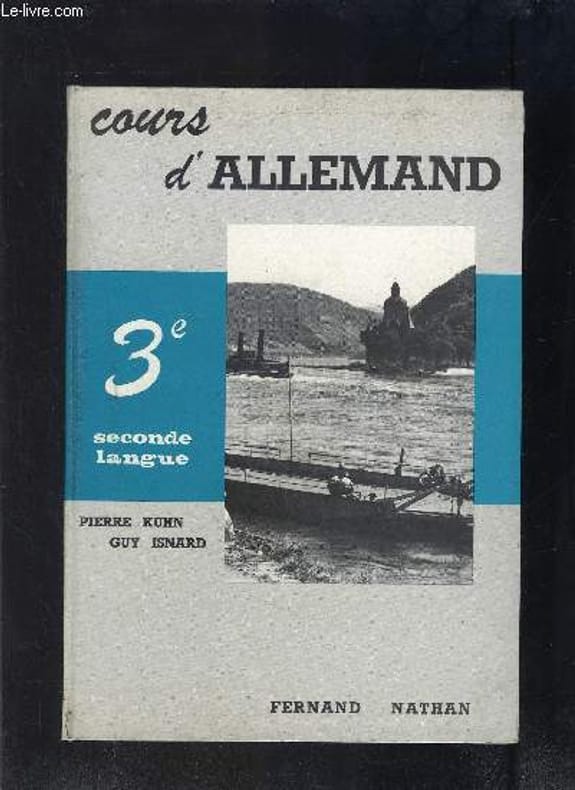 Le-livre.com
cours
d'ALLEMAND
3e
seconde
langue
PIERRE KUHN
GUY ISNARD
FERNAND NATHAN